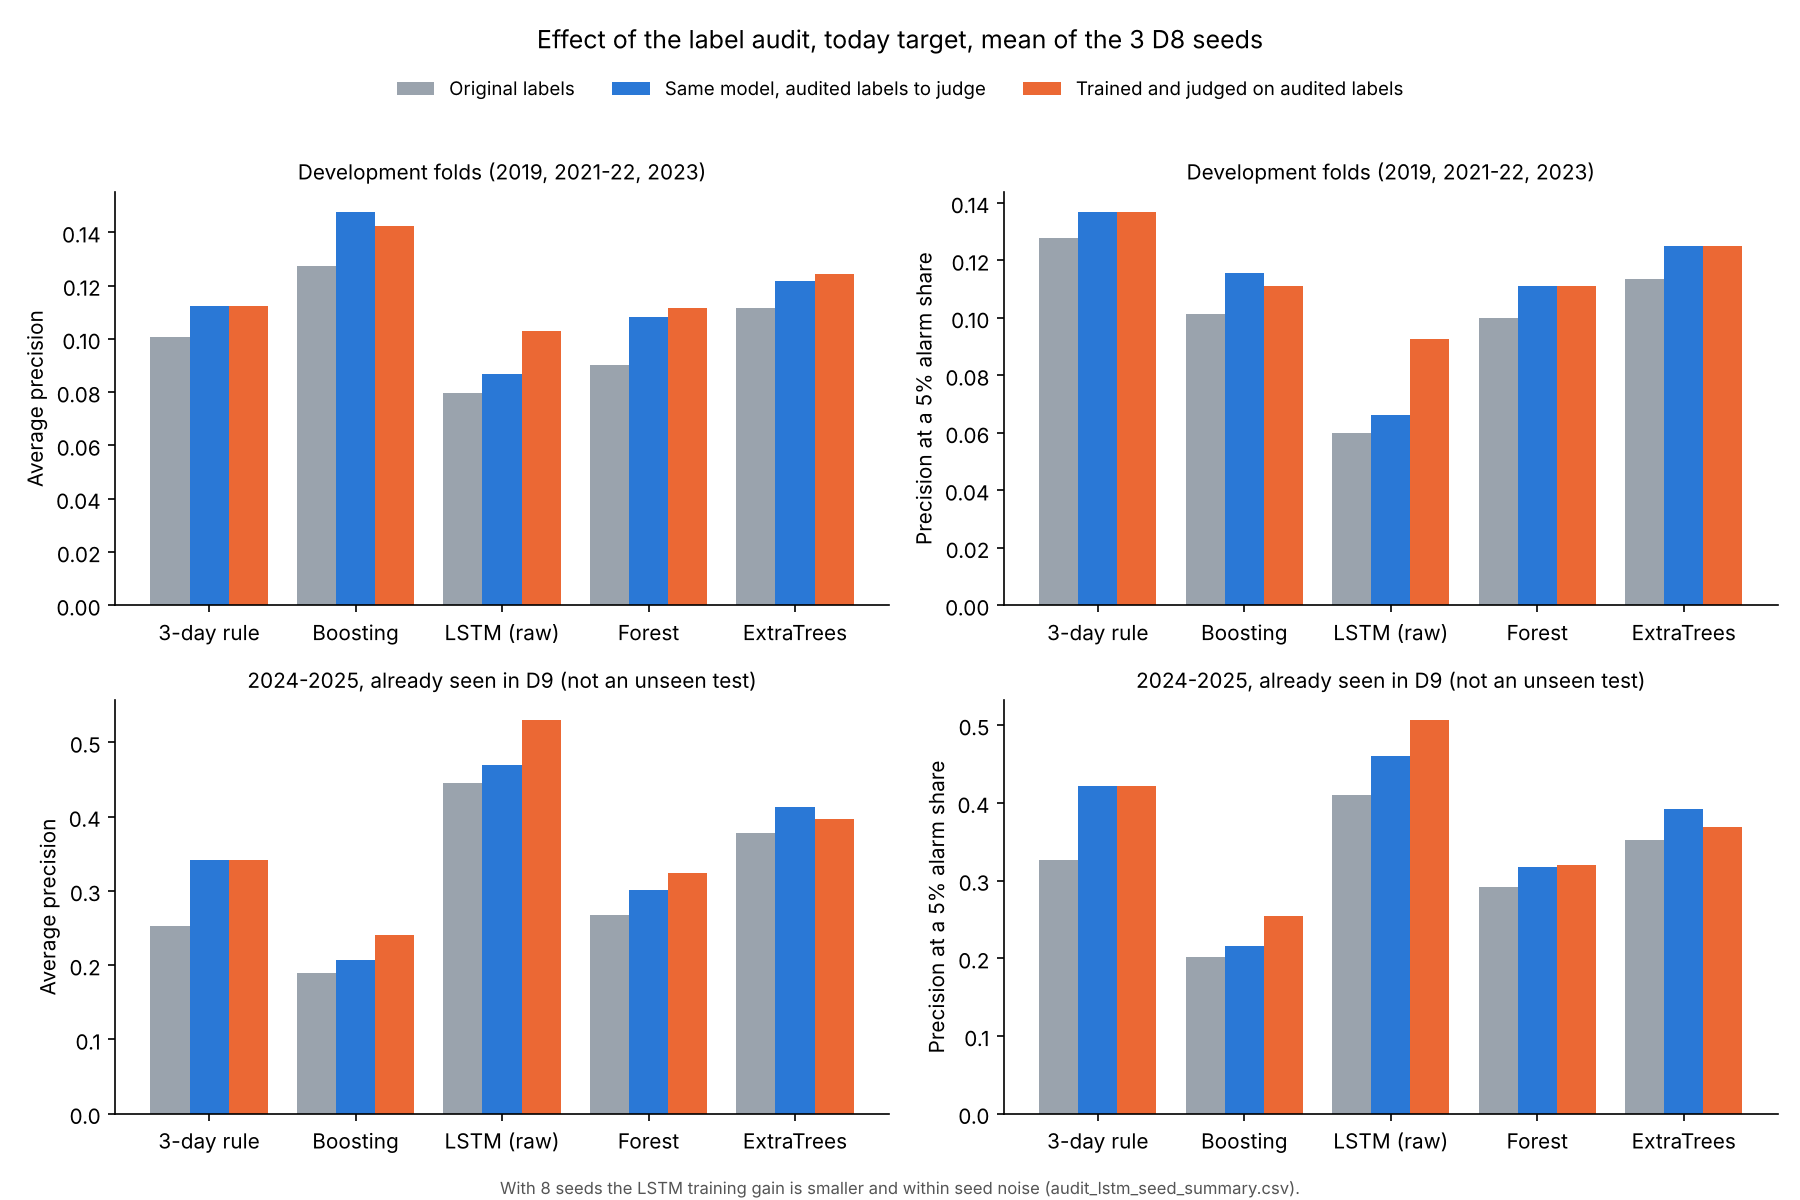 Effect of the label audit, today target, mean of the 3 D8 seeds
Original labels
Same model, audited labels to judge
Trained and judged on audited labels
Development folds (2019, 2021-22, 2023)
Average precision
0.14
0.12
0.10
0.08
0.06
0.04
0.02
0.00
3-day rule
Boosting
LSTM (raw)
Forest
ExtraTrees
Development folds (2019, 2021-22, 2023)
Precision at a 5% alarm share
0.14
0.12
0.10
0.08
0.06
0.04
0.02
0.00
3-day rule
Boosting
LSTM (raw)
Forest
ExtraTrees
2024-2025, already seen in D9 (not an unseen test)
Average precision
0.5
0.4
0.3
0.2
0.1
0.0
3-day rule
Boosting
LSTM (raw)
Forest
ExtraTrees
2024-2025, already seen in D9 (not an unseen test)
Precision at a 5% alarm share
0.5
0.4
0.3
0.2
0.1
0.0
3-day rule
Boosting
LSTM (raw)
Forest
ExtraTrees
With 8 seeds the LSTM training gain is smaller and within seed noise (audit_lstm_seed_summary.csv).